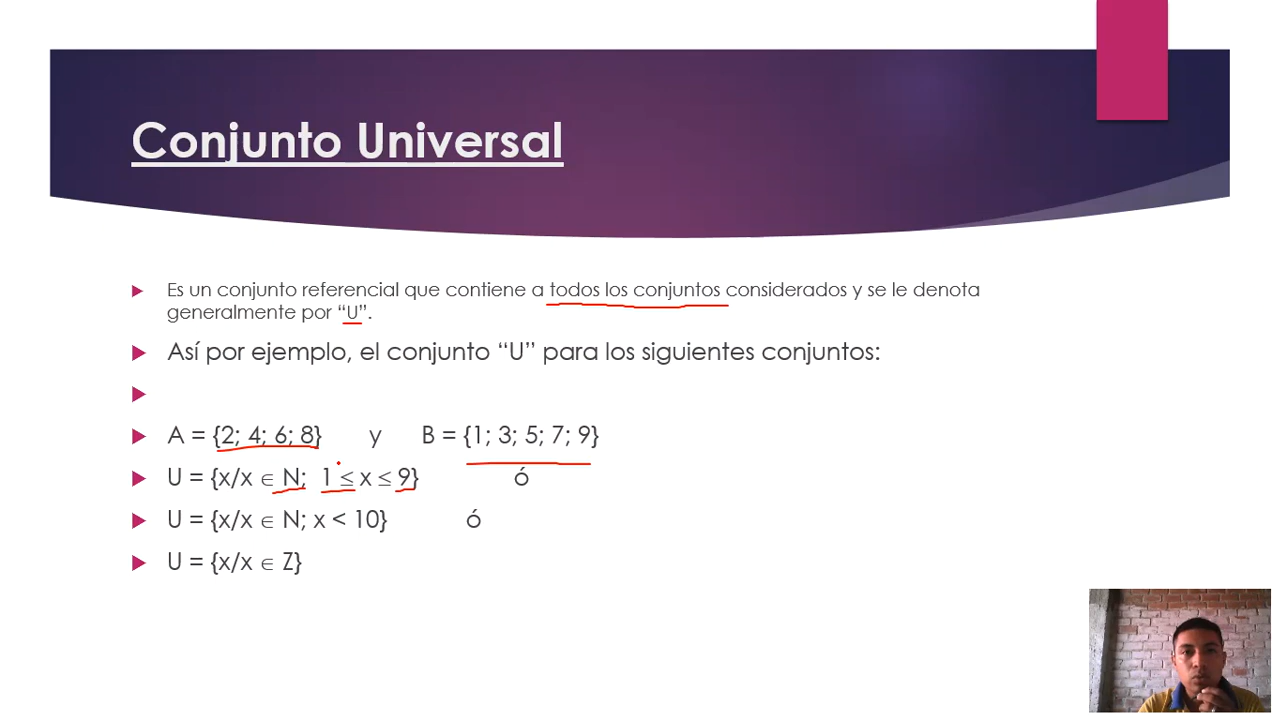 Conjunto Universal
Es un conjunto referencial que contiene a todos los conjuntos considerados y se le denota
generalmente por “U”.
Así por ejemplo, el conjunto “U” para los siguientes conjuntos:
A = {2; 4; 6; 8} y B = {1; 3; 5; 7; 9}
U = {x/x ∈ N; 1 ≤ x ≤ 9} ó
U = {x/x ∈ N; x < 10} ó
U = {x/x ∈ Z}